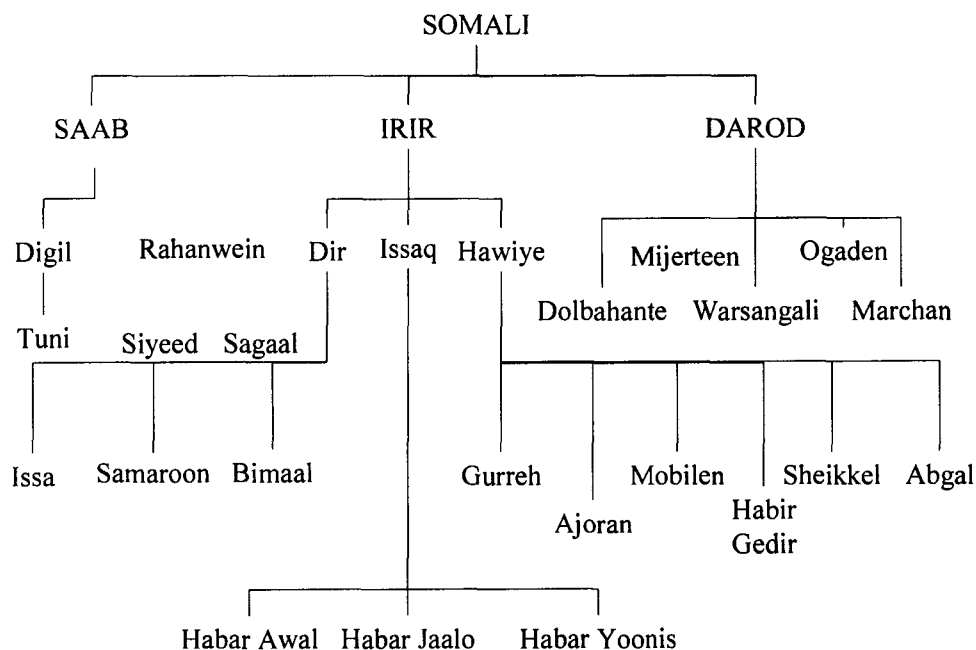 SOMALI
SAAB IRIR DAROD
Digil Rahanwein Dir Issaq Hawiye Mijerteen Ogaden
Dolbahante Warsangali Marchan
Tuni Siyeed Sagaal
Issa Samaroon Bimaal Gurreh Mobilen Sheikkel Abgal
Ajoran Habir
Gedir
Habar Awal Habar Jaalo Habar Yoonis